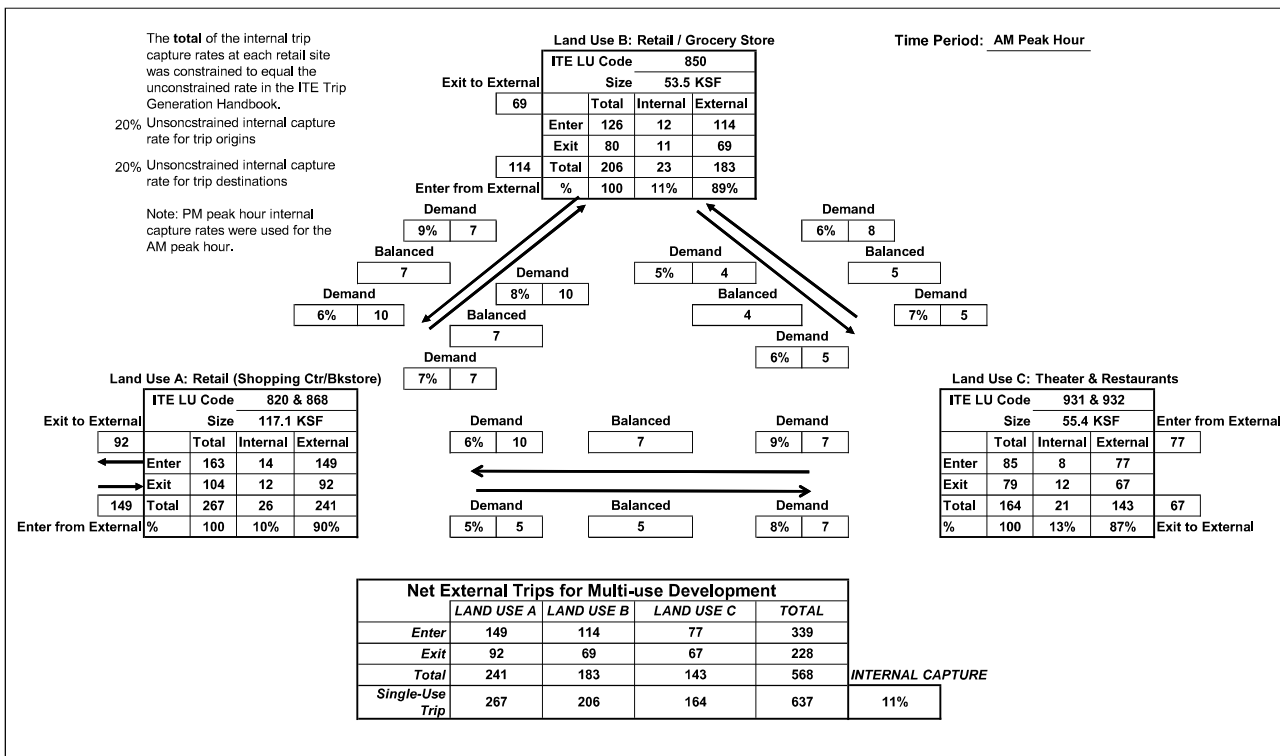 The total of the internal trip
capture rates at each retail site
was constrained to equal the
unconstrained rate in the ITE Trip
Generation Handbook.
20% Unsoncstrained internal capture
rate for trip origins
20% Unsoncstrained internal capture
rate for trip destinations
Note: PM peak hour internal
capture rates were used for the
AM peak hour.
Time Period: AM Peak Hour
Land Use B: Retail / Grocery Store
ITE LU Code 850
Size 53.5 KSF
Exit to External
69
Total Internal External
Enter 126 12 114
Exit 80 11 69
114
Total 206 23 183
Enter from External
% 100 11% 89%
Demand
9% 7
Balanced
7
Demand
6% 10
Demand
8% 10
Balanced
7
Demand
7% 7
Demand
5% 4
Balanced
4
Demand
6% 5
Demand
6% 8
Balanced
5
Demand
7% 5
Land Use A: Retail (Shopping Ctr/Bkstore)
ITE LU Code 820 & 868
Exit to External
Size 117.1 KSF
92
Total Internal External
Enter 163 14 149
Exit 104 12 92
149
Total 267 26 241
Enter from External
% 100 10% 90%
Demand Balanced Demand
6% 10 7 9% 7
Demand Balanced Demand
5% 5 5 8% 7
Land Use C: Theater & Restaurants
ITE LU Code 931 & 932
Size 55.4 KSF
Enter from External
Total Internal External
77
Enter 85 8 77
Exit 79 12 67
Total 164 21 143
67
% 100 13% 87%
Exit to External
Net External Trips for Multi-use Development
LAND USE A LAND USE B LAND USE C TOTAL
Enter 149 114 77 339
Exit 92 69 67 228
Total 241 183 143 568
INTERNAL CAPTURE
Single-Use
Trip 267 206 164 637 11%